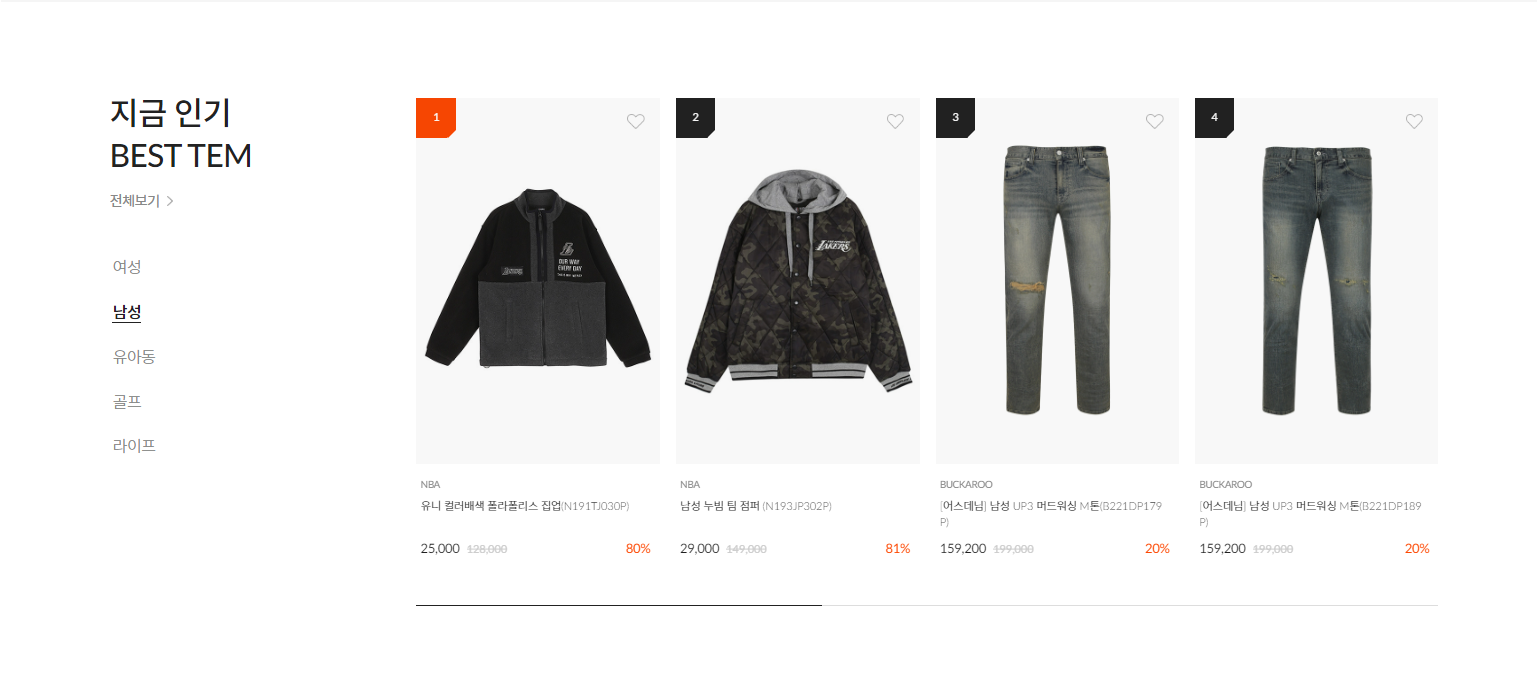 지금 인기
BEST TEM
전체보기
여성
남성
유아동
골프
라이프
1
OUR WAY
EVERY DAY
NBA
유니 컬러배색 폴라폴리스 집업(N191TJ030P)
25,000 128,000 80%
2
LAKERS
NBA
남성 누빔 팀 점퍼 (N193JP302P)
29,000 149,000 81%
3
BUCKAROO
[어스데님] 남성 UP3 머드워싱 M톤(B221DP179
P)
159,200 199,000 20%
4
BUCKAROO
[어스데님] 남성 UP3 머드워싱 M톤(B221DP189
P)
159,200 199,000 20%